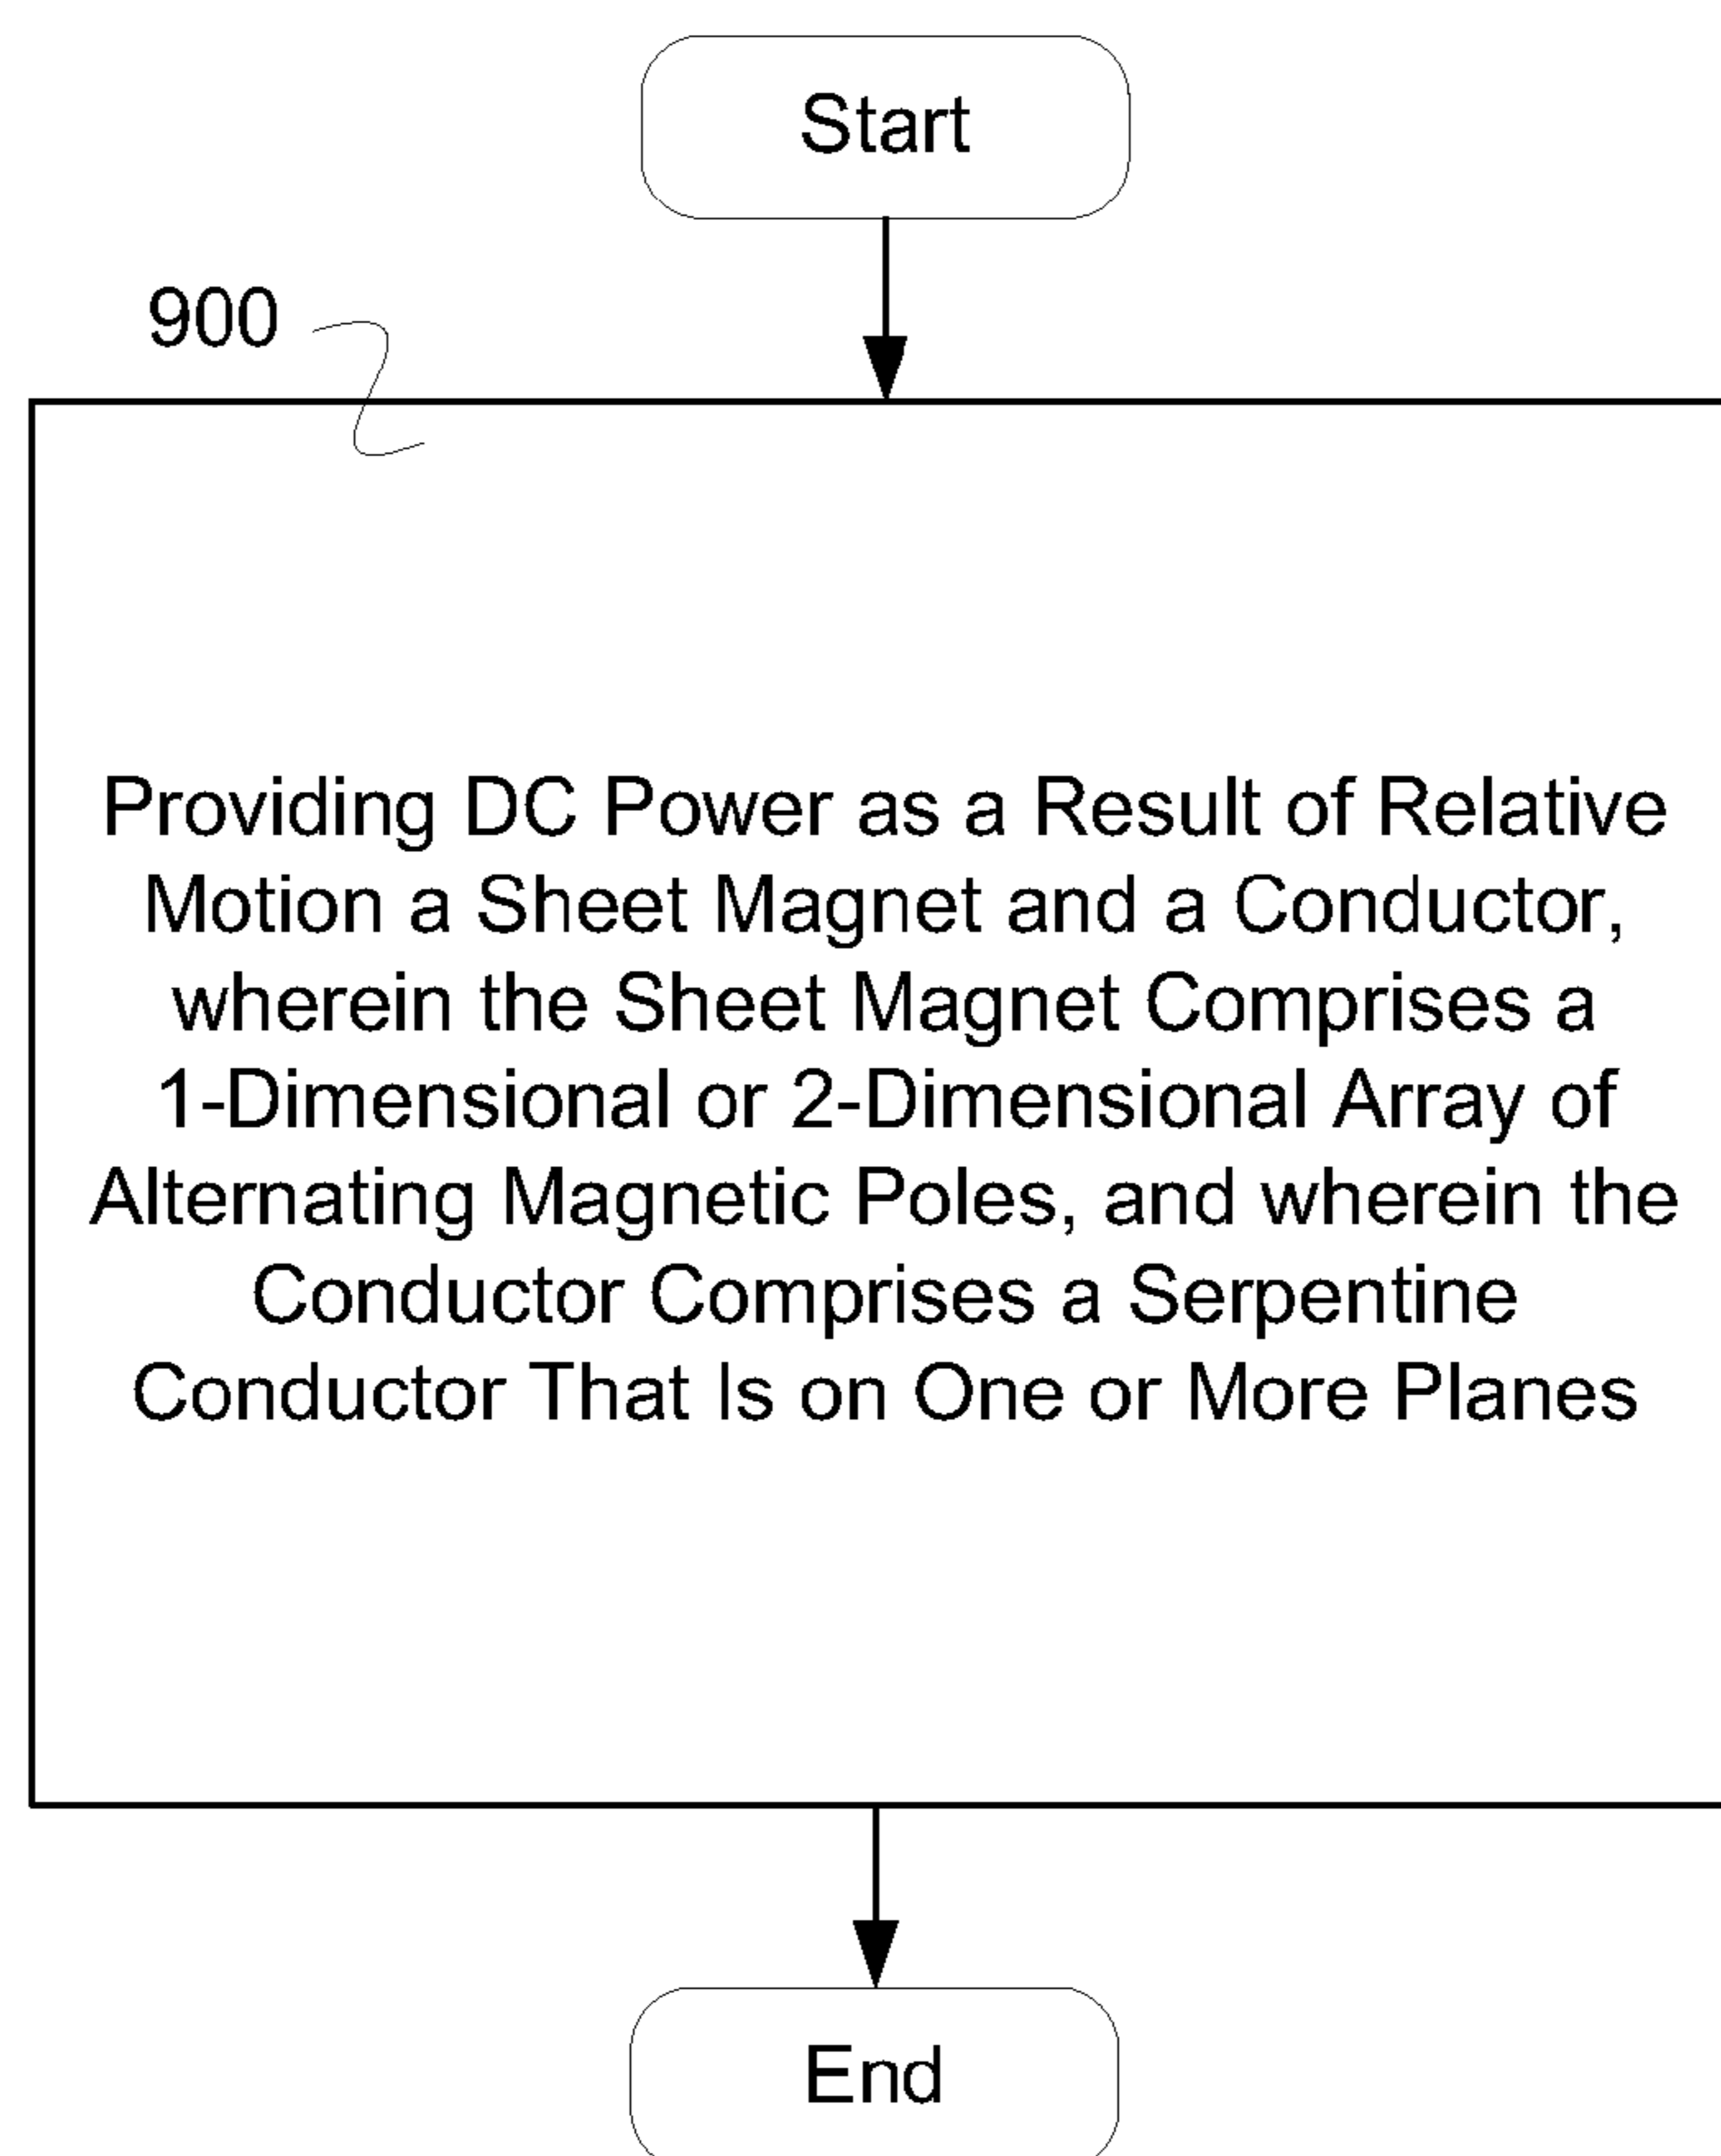 Start
900
Providing DC Power as a Result of Relative
Motion a Sheet Magnet and a Conductor,
wherein the Sheet Magnet Comprises a
1-Dimensional or 2-Dimensional Array of
Alternating Magnetic Poles, and wherein the
Conductor Comprises a Serpentine
Conductor That Is on One or More Planes
End